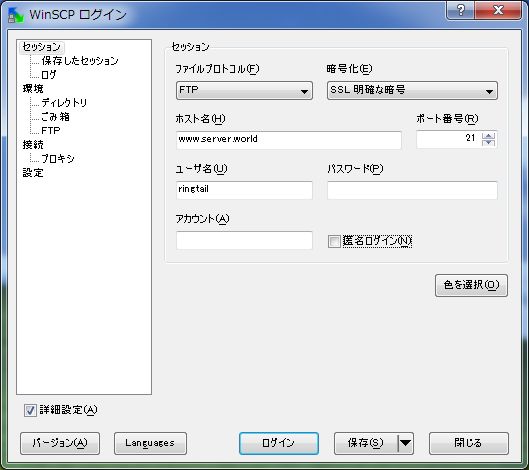 WinSCP ログイン
セッション
保存したセッション
ログ
環境
ディレクトリ
ごみ箱
FTP
接続
プロキシ
設定
セッション
ファイルプロトコル(F) 暗号化(E)
FTP SSL 明確な暗号
ホスト名(H) ポート番号(R)
www.server.world 21
ユーザ名(U) パスワード(P)
ringtail
アカウント(A)
匿名ログイン(N)
色を選択(O)
詳細設定(A)
バージョン(A) Languages ログイン 保存(S) 閉じる